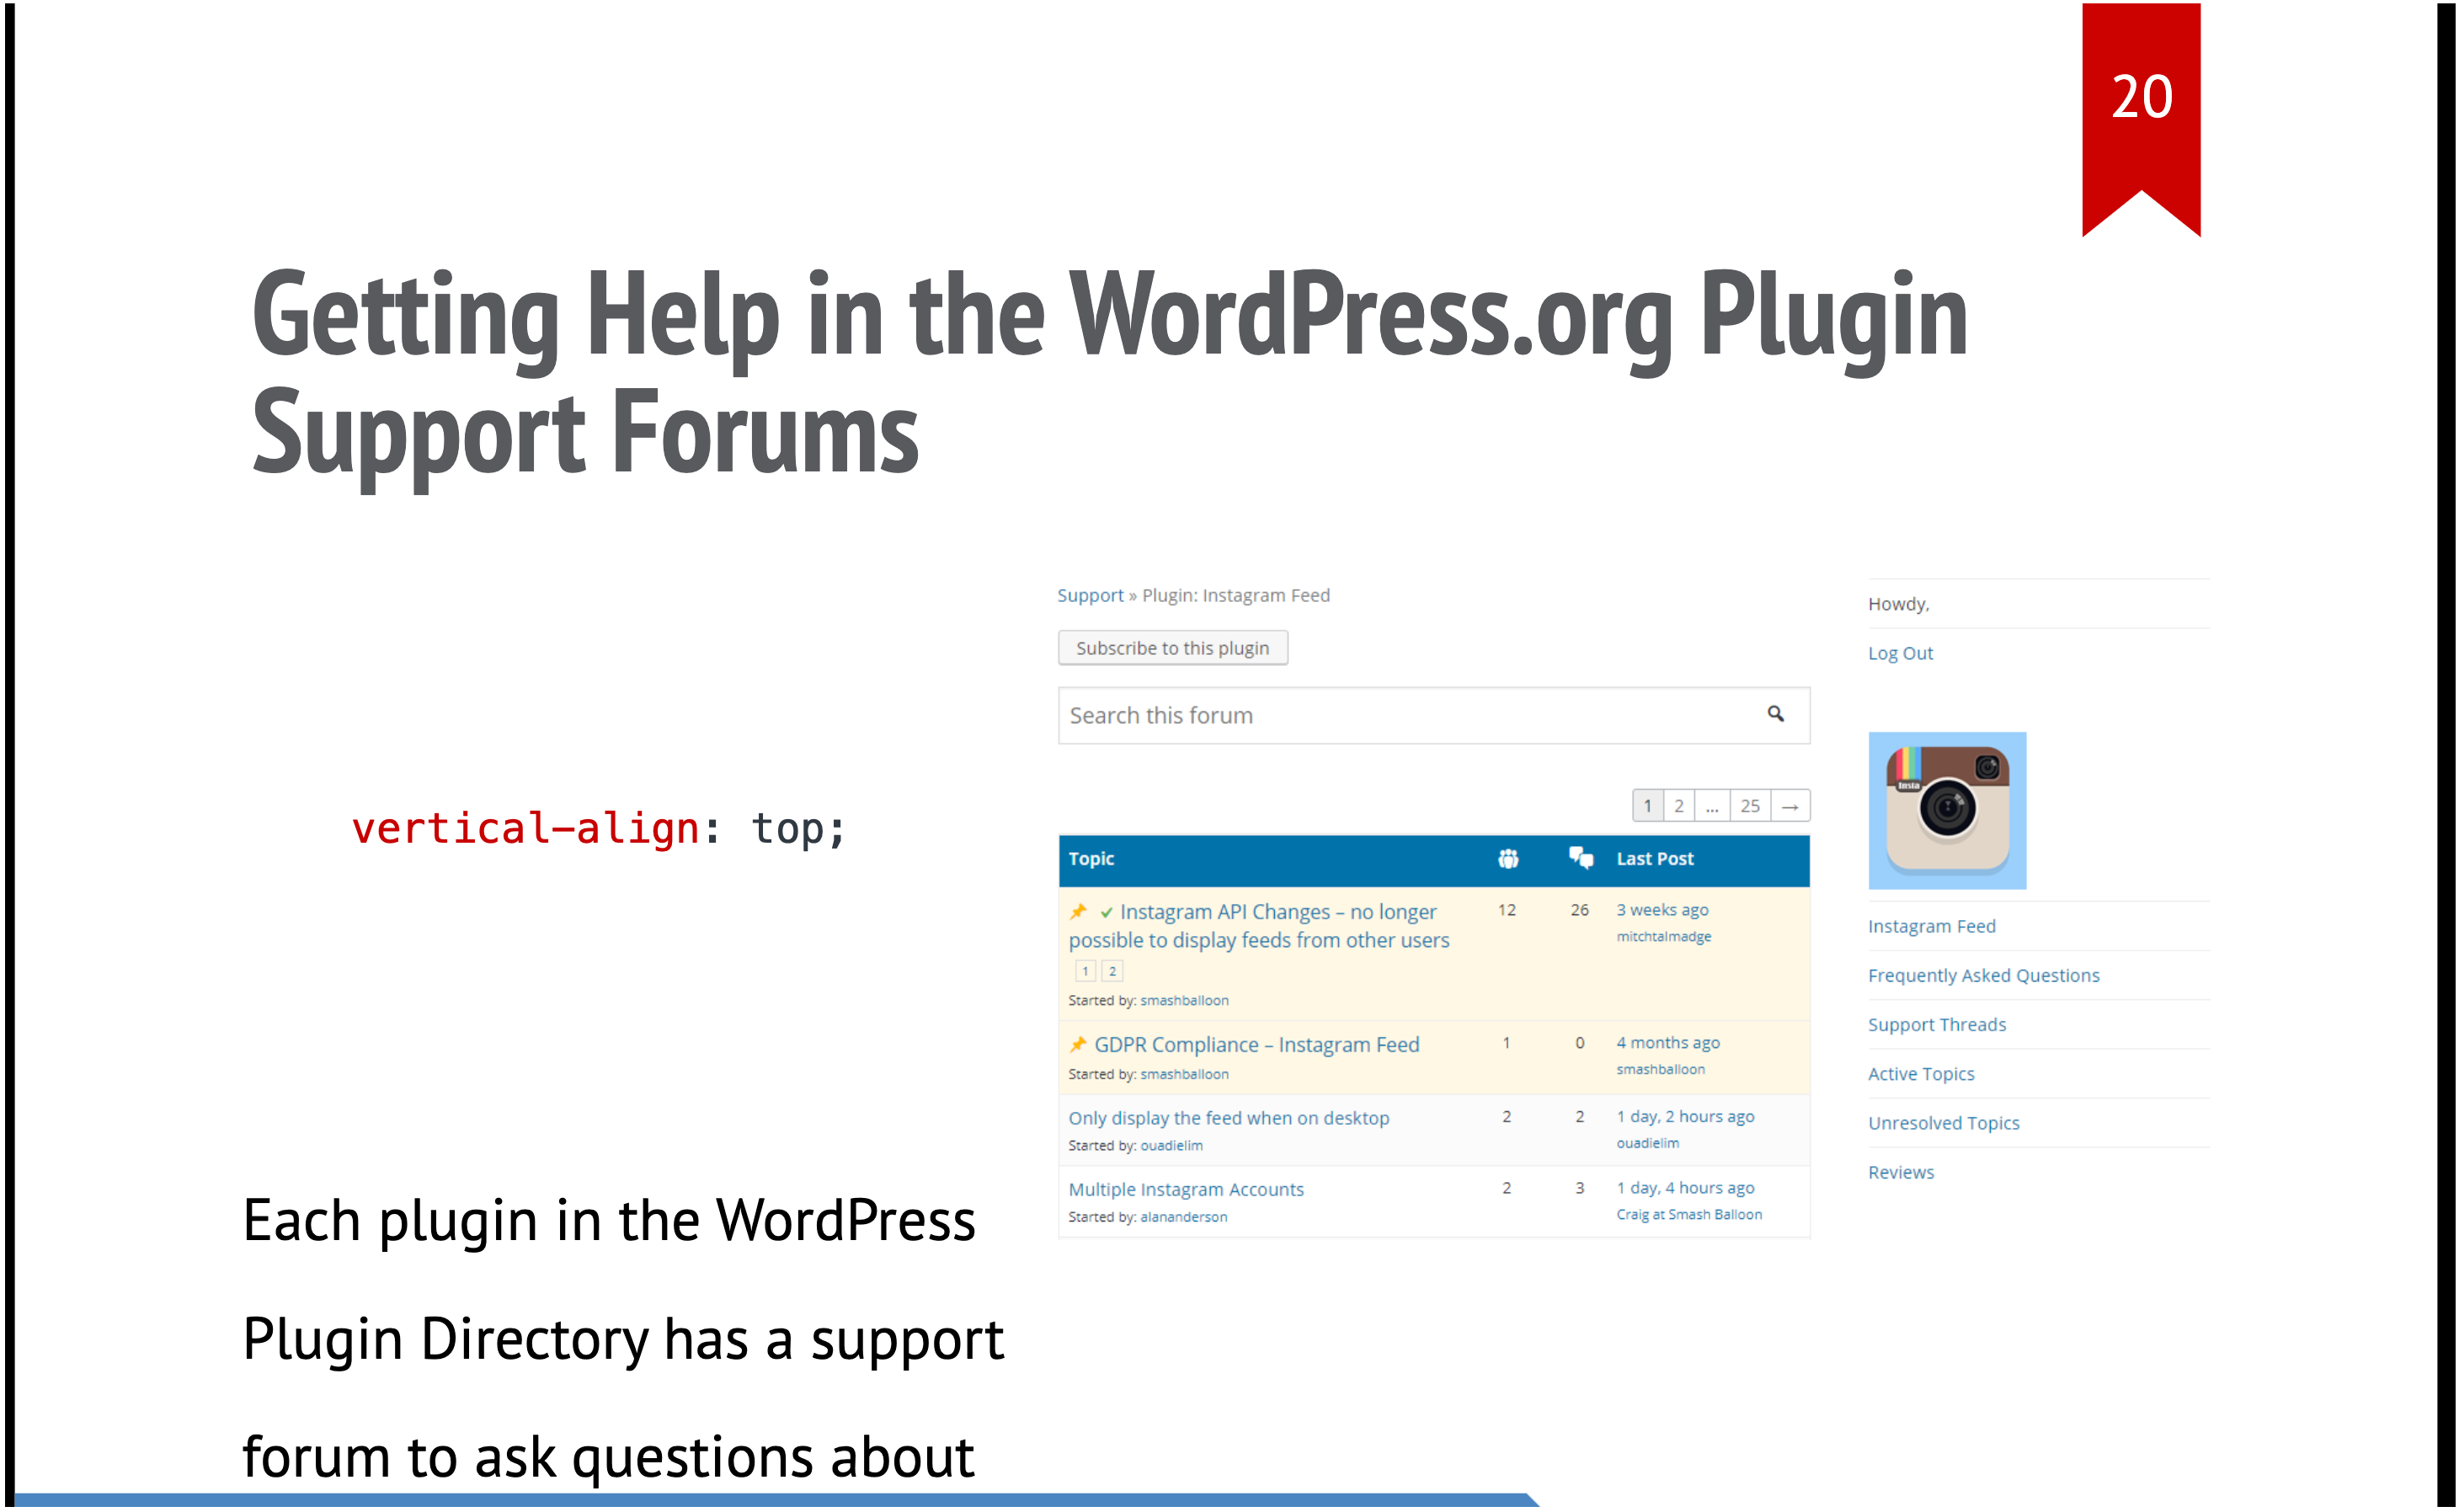 20
Getting Help in the WordPress.org Plugin
Support Forums
vertical-align: top;
Each plugin in the WordPress
Plugin Directory has a support
forum to ask questions about
Support » Plugin: Instagram Feed
Subscribe to this plugin
Search this forum
1 2 ... 25 →
Topic Last Post
Instagram API Changes – no longer 12 26 3 weeks ago
possible to display feeds from other users mitchtalmadge
1 2
Started by: smashballoon
GDPR Compliance – Instagram Feed 1 0 4 months ago
Started by: smashballoon smashballoon
Only display the feed when on desktop 2 2 1 day, 2 hours ago
Started by: ouadielim ouadielim
Multiple Instagram Accounts 2 3 1 day, 4 hours ago
Started by: alananderson Craig at Smash Balloon
Howdy,
Log Out
Insta
Instagram Feed
Frequently Asked Questions
Support Threads
Active Topics
Unresolved Topics
Reviews